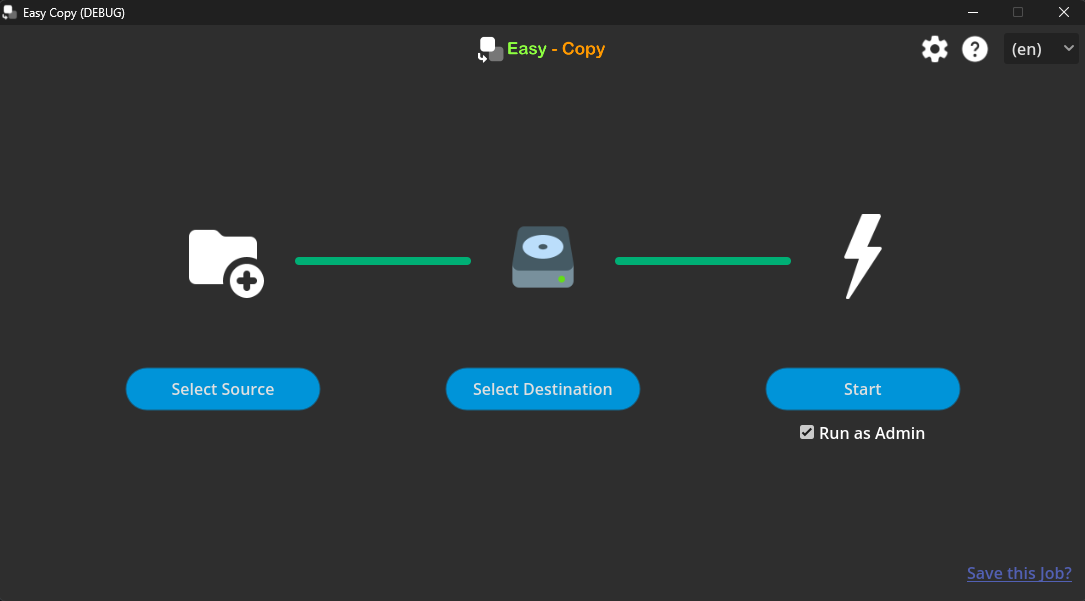 Easy Copy (DEBUG)
Easy - Copy
(en)
Select Source
Select Destination
Start
Run as Admin
Save this Job?